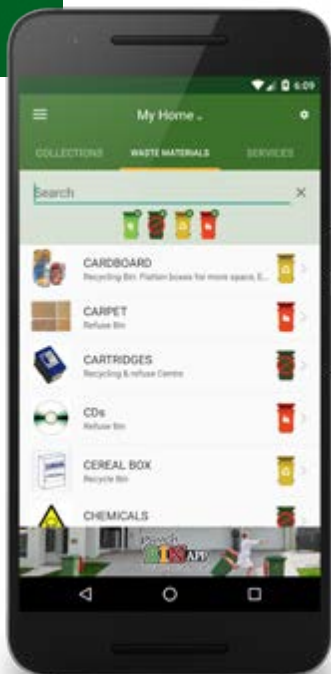 6:09
My Home
COLLECTIONS
WASTE MATERIALS
SERVICES
Search
CARDBOARD
Recycling Bin. Flatten boxes for more space, E...
CARPET
Refuse Bin
CARTRIDGES
Recycling & refuse Centre
CDs
Refuse Bin
CEREAL BOX
Recycle Bin
CHEMICALS
BIN APP